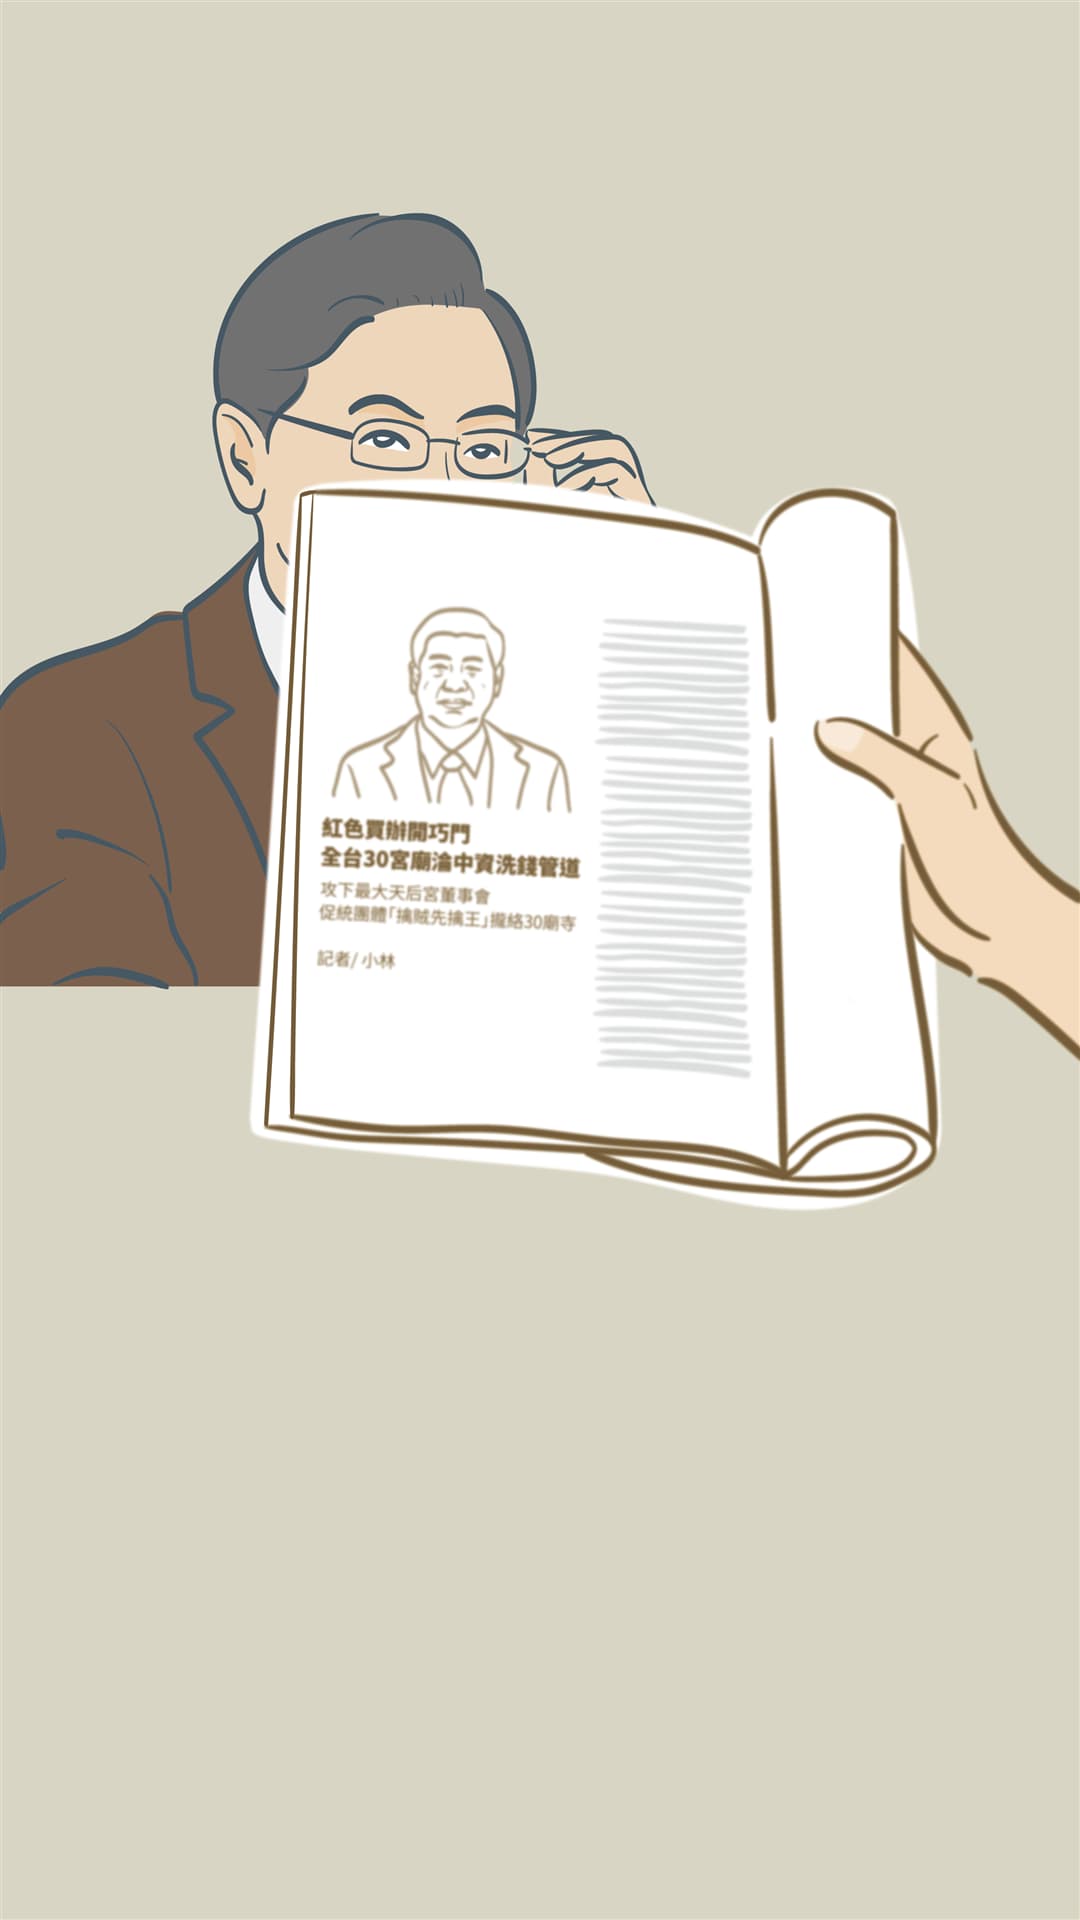 紅色買辦開巧門
全台30宮廟淪中資洗錢管道
攻下最大天后宮董事會
促統團體「擒賊先擒王」攏絡30廟寺
記者/ 小林